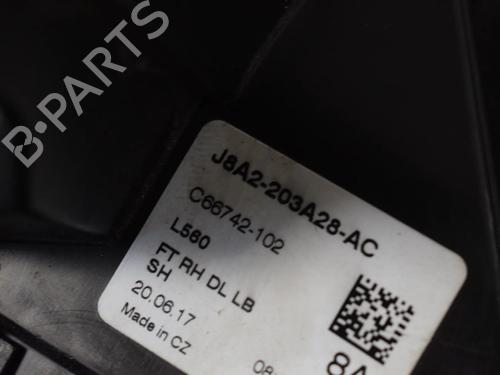 B-PARTS
J8A2-203A28-AC
C66742-102
L560
FT RH DL LB
SH
20.06.17
Made in CZ
08
8A